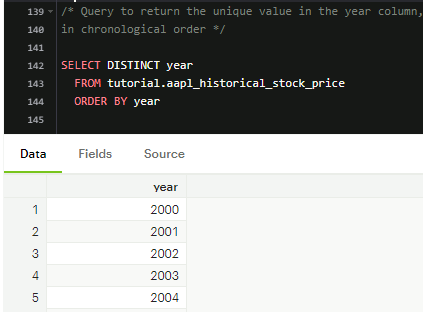 139 /* Query to return the unique value in the year column,
140 in chronological order */
141
142 SELECT DISTINCT year
143 FROM tutorial.aapl_historical_stock_price
144 ORDER BY year
145
Data Fields Source
year
1 2000
2 2001
3 2002
4 2003
5 2004